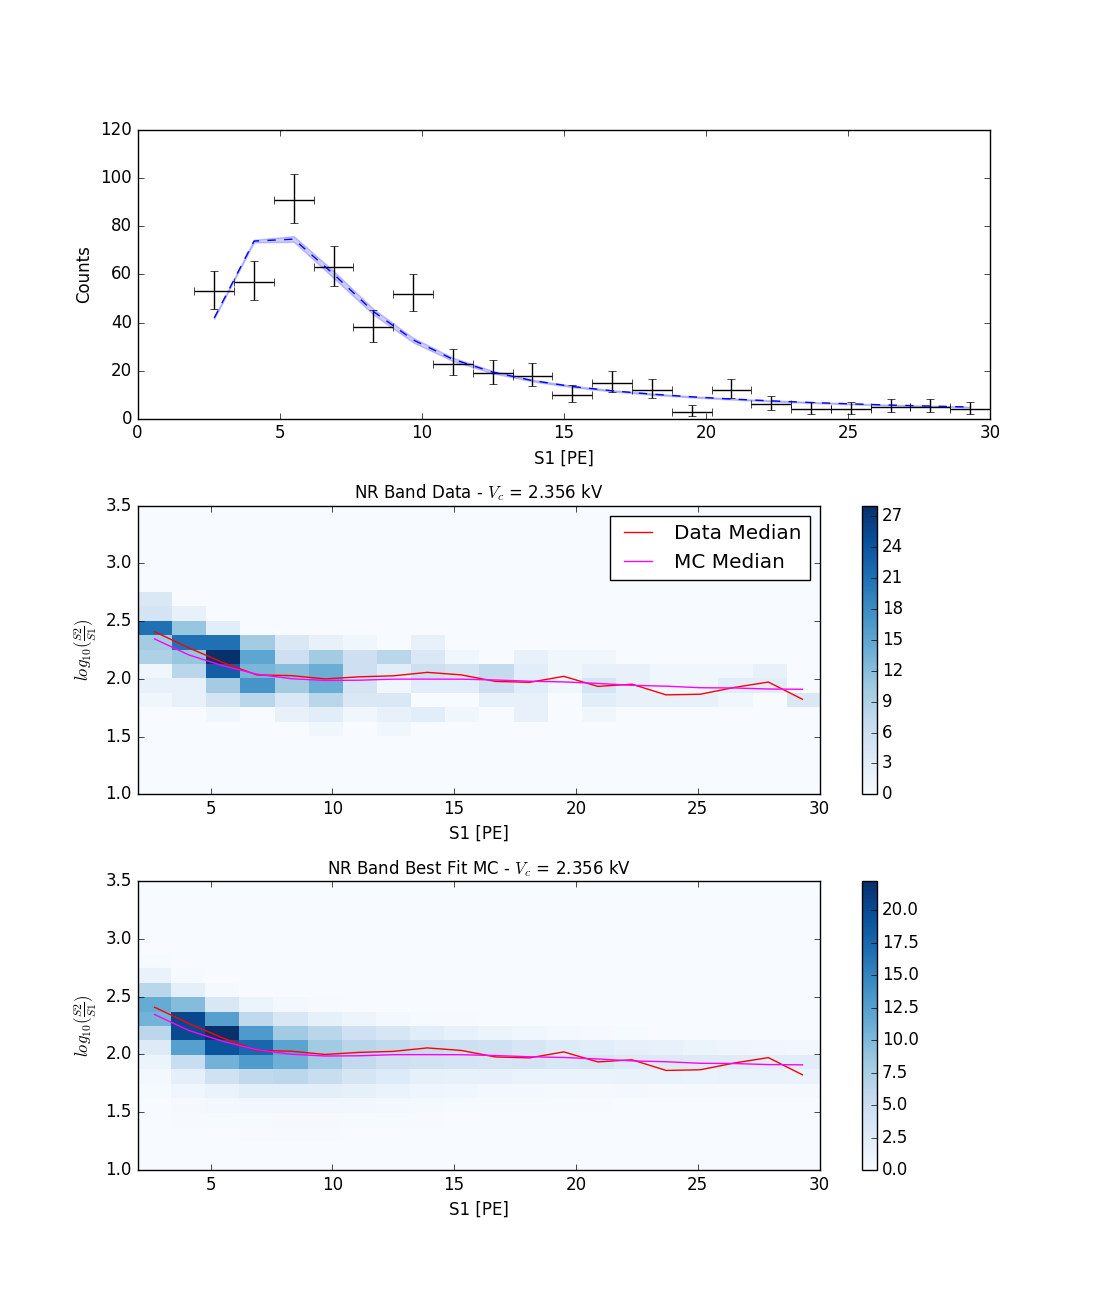 120
100
80
60
40
20
0
Counts
0 5 10 15 20 25 30
S1 [PE]
NR Band Data - $V_c$ = 2.356 kV
3.5
3.0
2.5
2.0
1.5
1.0
$log_{10}(\frac{S2}{S1})$
Data Median
MC Median
27
24
21
18
15
12
9
6
3
0
5 10 15 20 25 30
S1 [PE]
NR Band Best Fit MC - $V_c$ = 2.356 kV
3.5
3.0
2.5
2.0
1.5
1.0
$log_{10}(\frac{S2}{S1})$
20.0
17.5
15.0
12.5
10.0
7.5
5.0
2.5
0.0
5 10 15 20 25 30
S1 [PE]